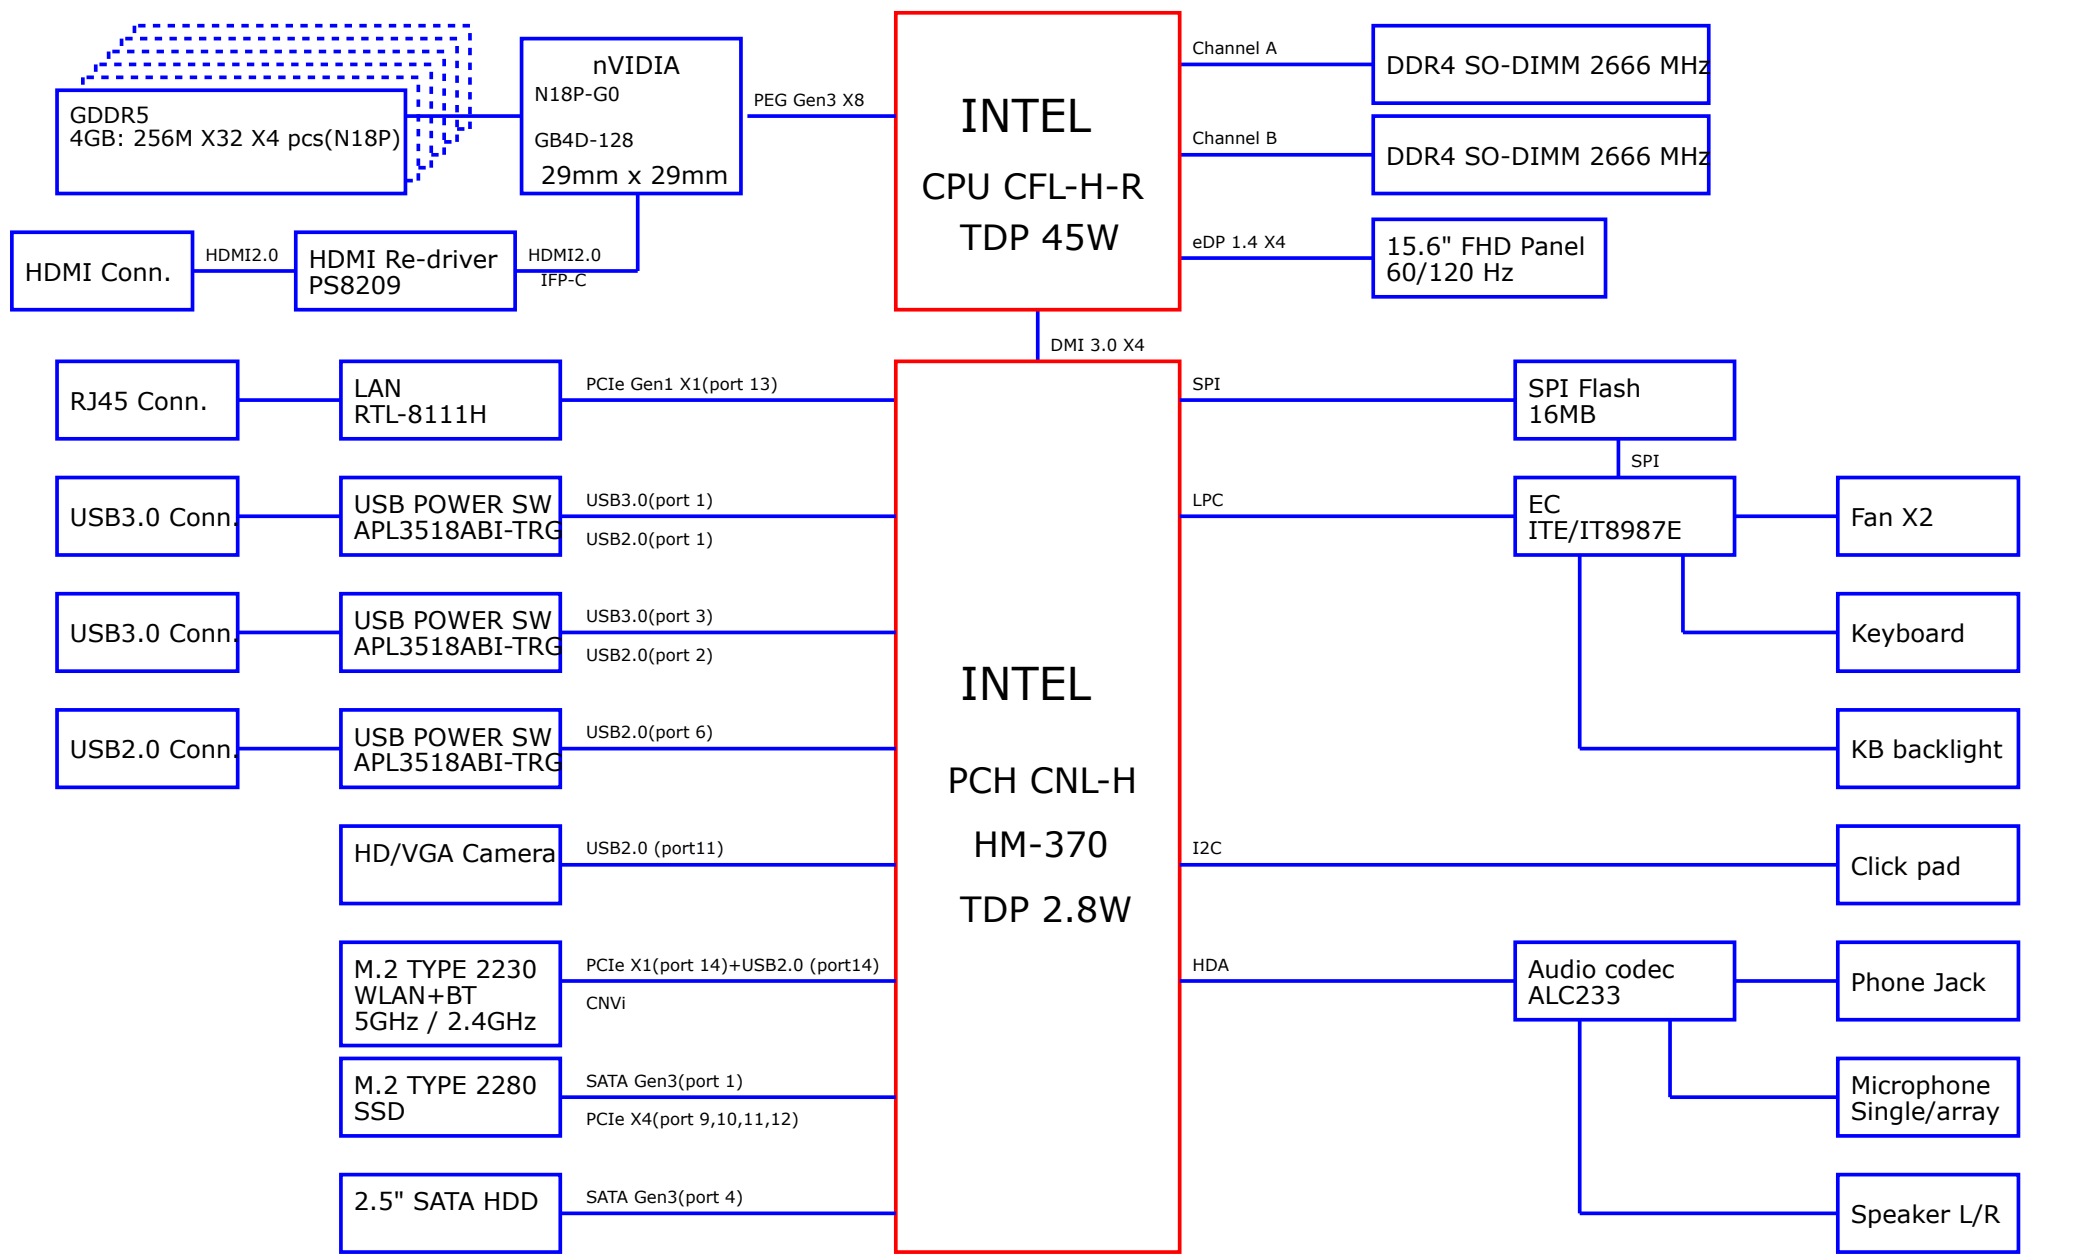 GDDR5
4GB: 256M X32 X4 pcs(N18P)
nVIDIA
N18P-G0
GB4D-128
29mm x 29mm
PEG Gen3 X8
INTEL
CPU CFL-H-R
TDP 45W
Channel A
DDR4 SO-DIMM 2666 MHz
Channel B
DDR4 SO-DIMM 2666 MHz
eDP 1.4 X4
15.6" FHD Panel
60/120 Hz
HDMI Conn.
HDMI2.0
HDMI Re-driver
PS8209
HDMI2.0
IFP-C
DMI 3.0 X4
RJ45 Conn.
LAN
RTL-8111H
PCIe Gen1 X1(port 13)
USB3.0 Conn.
USB POWER SW
APL3518ABI-TRG
USB3.0(port 1)
USB2.0(port 1)
USB3.0 Conn.
USB POWER SW
APL3518ABI-TRG
USB3.0(port 3)
USB2.0(port 2)
USB2.0 Conn.
USB POWER SW
APL3518ABI-TRG
USB2.0(port 6)
HD/VGA Camera
USB2.0 (port11)
M.2 TYPE 2230
WLAN+BT
5GHz / 2.4GHz
PCIe X1(port 14)+USB2.0 (port14)
CNVi
M.2 TYPE 2280
SSD
SATA Gen3(port 1)
PCIe X4(port 9,10,11,12)
2.5" SATA HDD
SATA Gen3(port 4)
INTEL
PCH CNL-H
HM-370
TDP 2.8W
SPI
SPI Flash
16MB
SPI
LPC
EC
ITE/IT8987E
Fan X2
Keyboard
KB backlight
I2C
Click pad
HDA
Audio codec
ALC233
Phone Jack
Microphone
Single/array
Speaker L/R